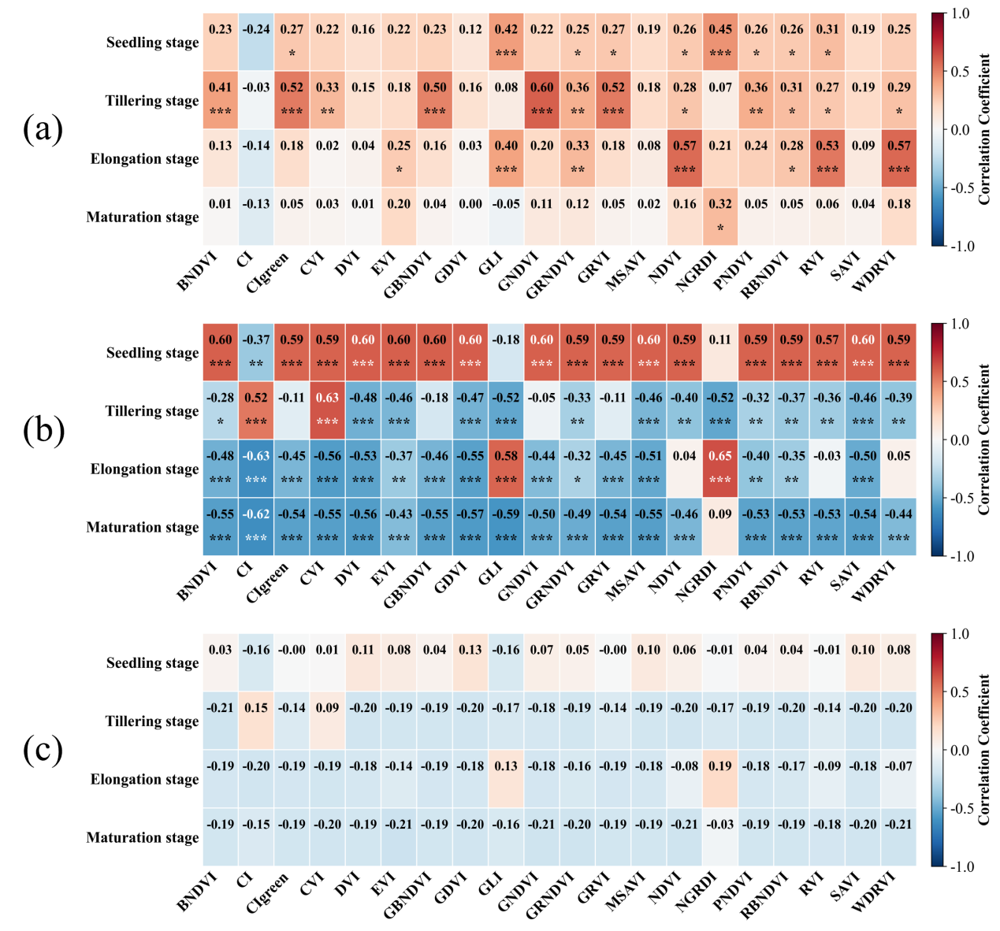 (a)
Seedling stage
0.23 -0.24 0.27 0.22 0.16 0.22 0.23 0.12 0.42 0.22 0.25 0.27 0.19 0.26 0.45 0.26 0.26 0.31 0.19 0.25
* *** * * * *** * * *
Tillering stage
0.41 -0.03 0.52 0.33 0.15 0.18 0.50 0.16 0.08 0.60 0.36 0.52 0.18 0.28 0.07 0.36 0.31 0.27 0.19 0.29
*** *** ** *** *** ** *** * ** * * *
Elongation stage
0.13 -0.14 0.18 0.02 0.04 0.25 0.16 0.03 0.40 0.20 0.33 0.18 0.08 0.57 0.21 0.24 0.28 0.53 0.09 0.57
* *** ** *** * *** ***
Maturation stage
0.01 -0.13 0.05 0.03 0.01 0.20 0.04 0.00 -0.05 0.11 0.12 0.05 0.02 0.16 0.32 0.05 0.05 0.06 0.04 0.18
*
BNDVI CI CIgreen CVI DVI EVI GBNDVI GDVI GLI GNDVI GRNDVI GRVI MSAVI NDVI NGRDI PNDVI RBNDVI RVI SAVI WDRVI
1.0
0.5
0.0
-0.5
-1.0
Correlation Coefficient
(b)
Seedling stage
0.60 -0.37 0.59 0.59 0.60 0.60 0.60 0.60 -0.18 0.60 0.59 0.59 0.60 0.59 0.11 0.59 0.59 0.57 0.60 0.59
*** ** *** *** *** *** *** *** *** *** *** *** *** *** *** *** *** ***
Tillering stage
-0.28 0.52 -0.11 0.63 -0.48 -0.46 -0.18 -0.47 -0.52 -0.05 -0.33 -0.11 -0.46 -0.40 -0.52 -0.32 -0.37 -0.36 -0.46 -0.39
* *** *** *** *** *** *** ** *** ** *** ** ** ** *** **
Elongation stage
-0.48 -0.63 -0.45 -0.56 -0.53 -0.37 -0.46 -0.55 0.58 -0.44 -0.32 -0.45 -0.51 0.04 0.65 -0.40 -0.35 -0.03 -0.50 0.05
*** *** *** *** *** ** *** *** *** *** * *** *** *** ** ** ***
Maturation stage
-0.55 -0.62 -0.54 -0.55 -0.56 -0.43 -0.55 -0.57 -0.59 -0.50 -0.49 -0.54 -0.55 -0.46 0.09 -0.53 -0.53 -0.53 -0.54 -0.44
*** *** *** *** *** *** *** *** *** *** *** *** *** *** *** *** *** *** ***
BNDVI CI CIgreen CVI DVI EVI GBNDVI GDVI GLI GNDVI GRNDVI GRVI MSAVI NDVI NGRDI PNDVI RBNDVI RVI SAVI WDRVI
1.0
0.5
0.0
-0.5
-1.0
Correlation Coefficient
(c)
Seedling stage
0.03 -0.16 -0.00 0.01 0.11 0.08 0.04 0.13 -0.16 0.07 0.05 -0.00 0.10 0.06 -0.01 0.04 0.04 -0.01 0.10 0.08
Tillering stage
-0.21 0.15 -0.14 0.09 -0.20 -0.19 -0.19 -0.20 -0.17 -0.18 -0.19 -0.14 -0.19 -0.20 -0.17 -0.19 -0.20 -0.14 -0.20 -0.20
Elongation stage
-0.19 -0.20 -0.19 -0.19 -0.18 -0.14 -0.19 -0.18 0.13 -0.18 -0.16 -0.19 -0.18 -0.08 0.19 -0.18 -0.17 -0.09 -0.18 -0.07
Maturation stage
-0.19 -0.15 -0.19 -0.20 -0.19 -0.21 -0.19 -0.20 -0.16 -0.21 -0.20 -0.19 -0.19 -0.21 -0.03 -0.19 -0.19 -0.18 -0.20 -0.21
BNDVI CI CIgreen CVI DVI EVI GBNDVI GDVI GLI GNDVI GRNDVI GRVI MSAVI NDVI NGRDI PNDVI RBNDVI RVI SAVI WDRVI
1.0
0.5
0.0
-0.5
-1.0
Correlation Coefficient